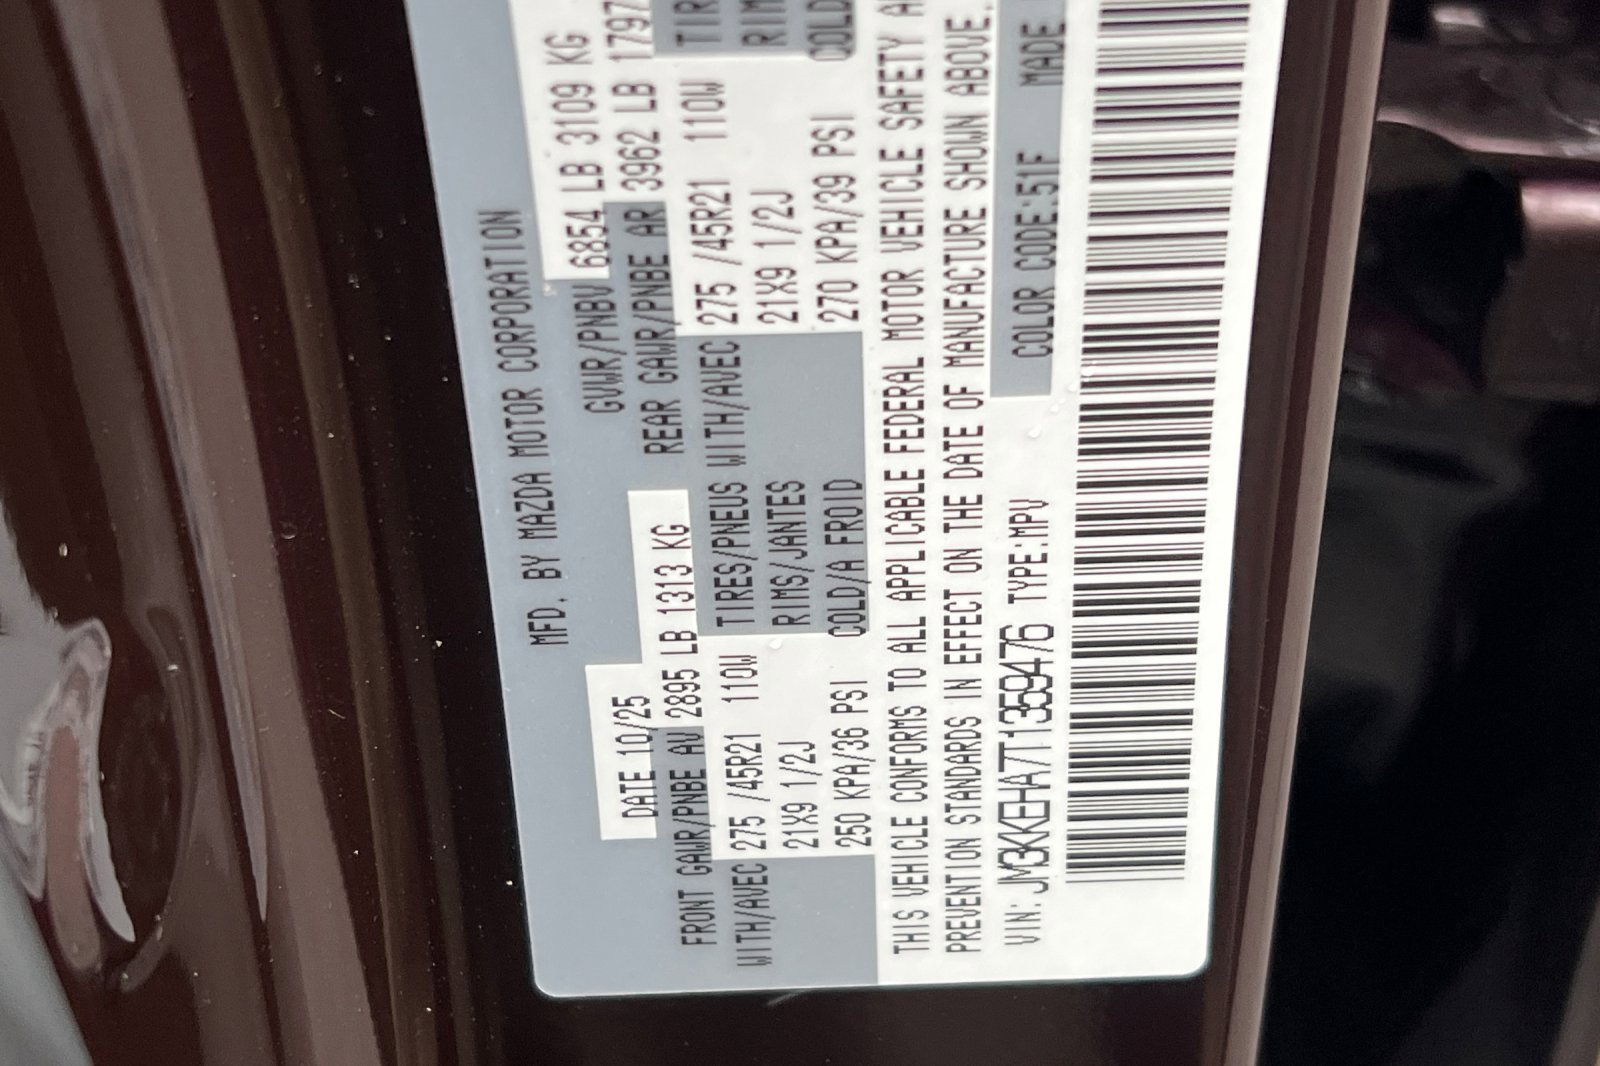 MFD. BY MAZDA MOTOR CORPORATION
DATE 10/25 GVWR/PNBV 6854 LB 3109 KG
FRONT GAWR/PNBE AV 2895 LB 1313 KG REAR GAWR/PNBE AR 3962 LB 1797
WITH/AVEC 275 /45R21 110W TIRES/PNEUS WITH/AVEC 275 /45R21 110W
21X9 1/2J RIMS/JANTES 21X9 1/2J RIM
250 KPA/36 PSI COLD/A FROID 270 KPA/39 PSI COLD
THIS VEHICLE CONFORMS TO ALL APPLICABLE FEDERAL MOTOR VEHICLE SAFETY
PREVENTION STANDARDS IN EFFECT ON THE DATE OF MANUFACTURE SHOWN ABOVE.
VIN: JM3KKEHA7T1359476 TYPE:MPV COLOR CODE:51F MADE